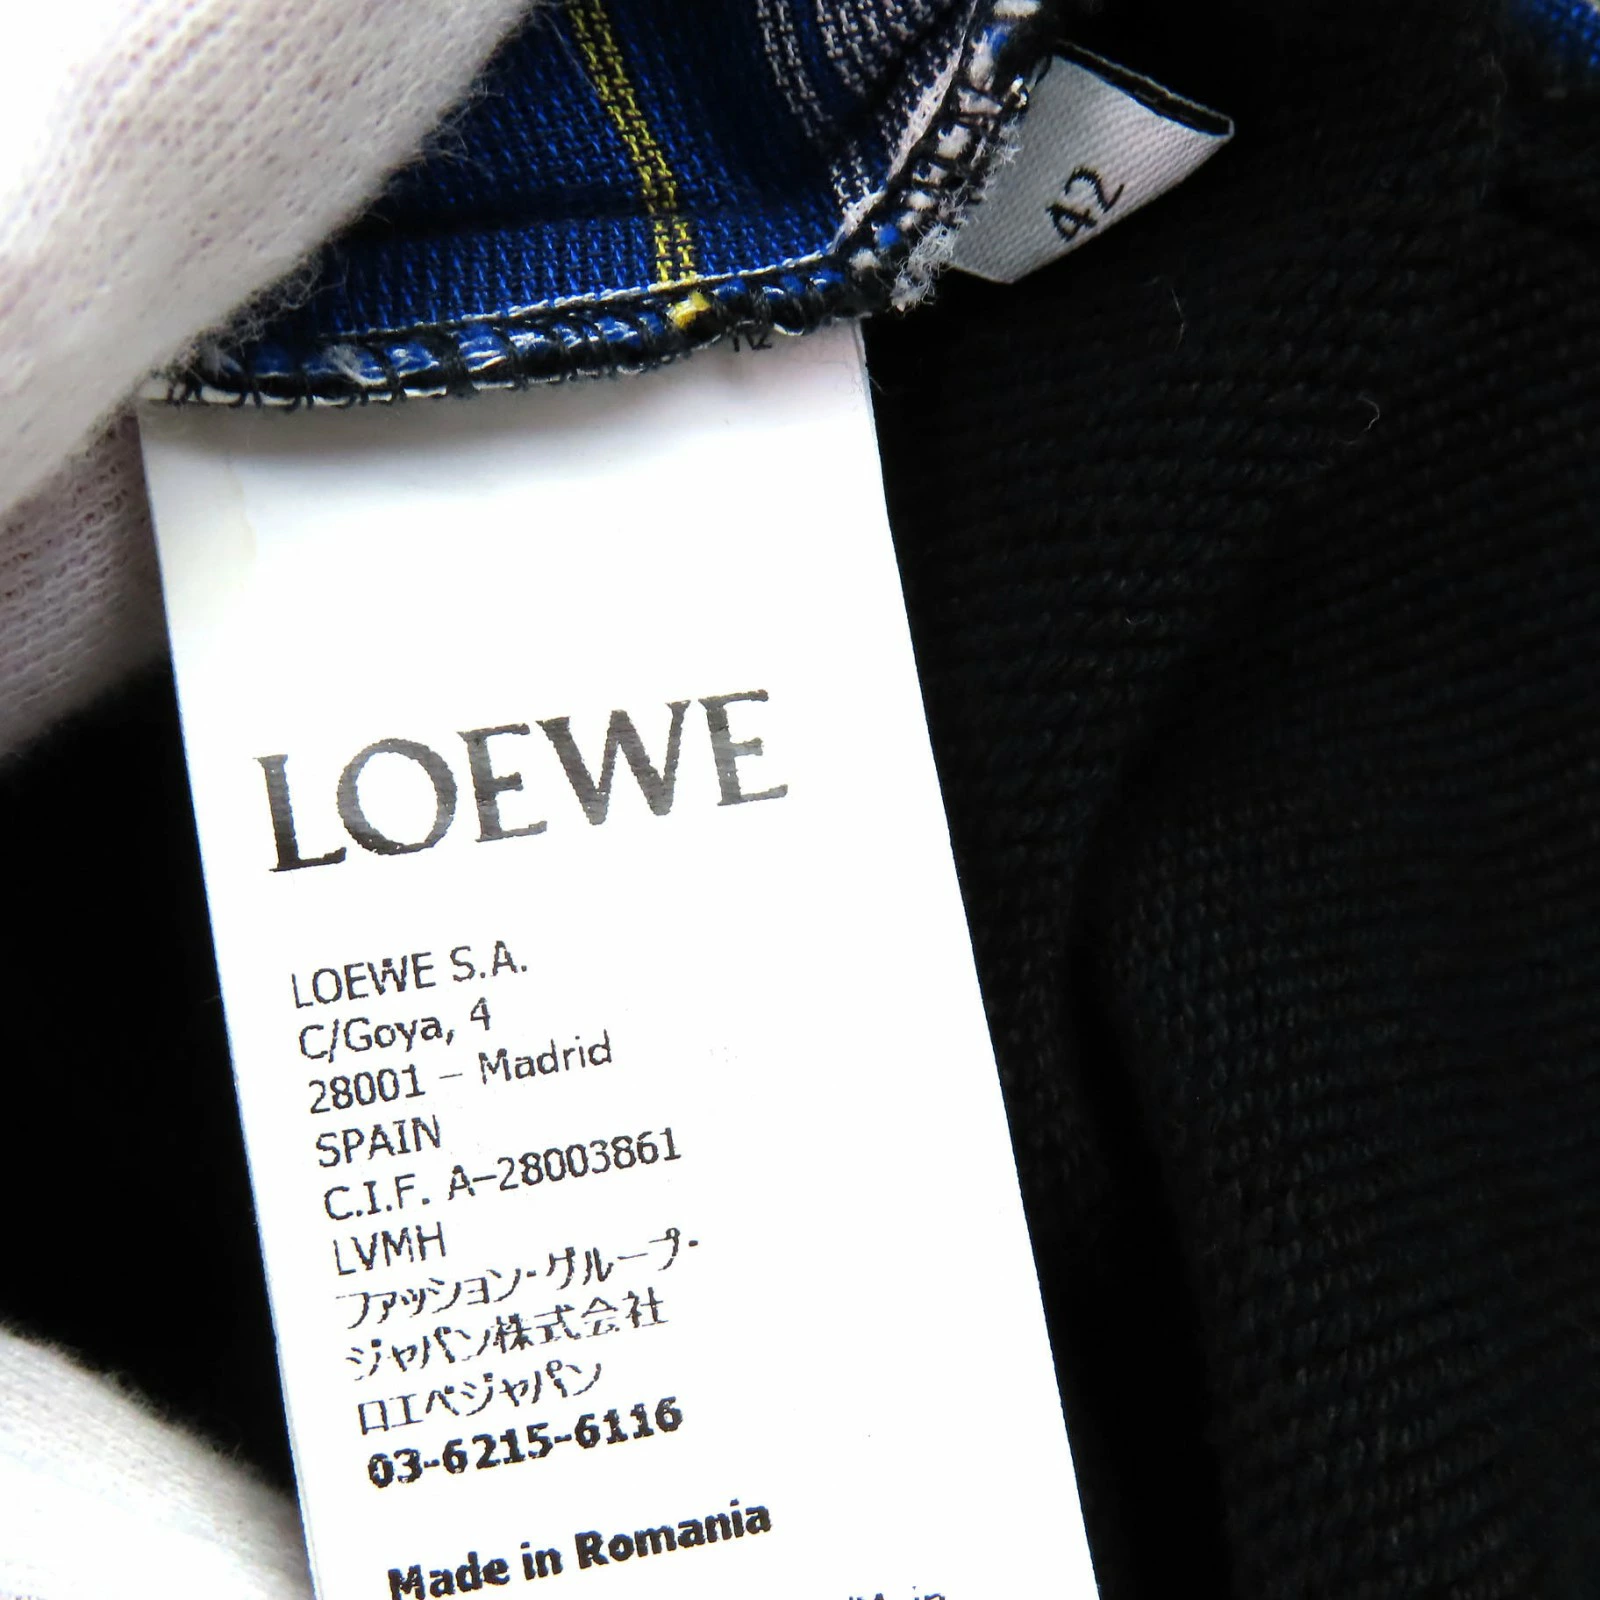 42
LOEWE
LOEWE S.A.
C/Goya, 4
28001 – Madrid
SPAIN
C.I.F. A–28003861
LVMH
ファッション・グループ・
ジャパン株式会社
ロエベジャパン
03-6215-6116
Made in Romania